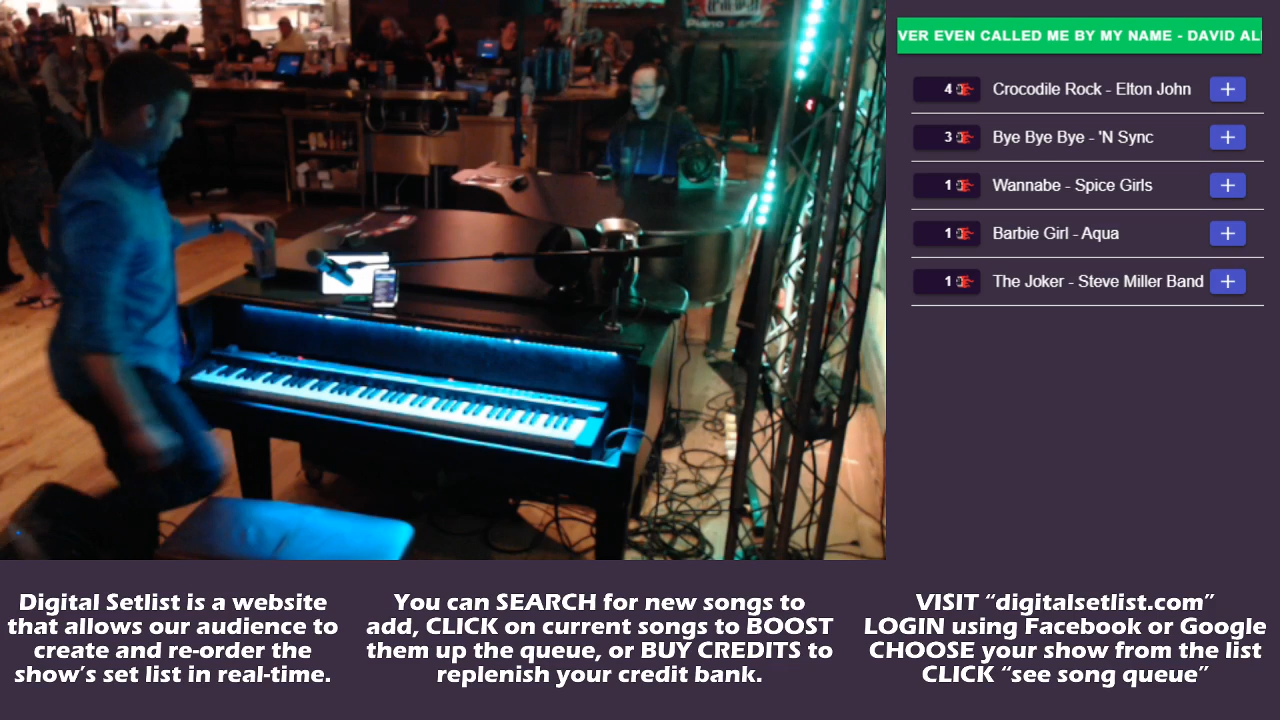 VER EVEN CALLED ME BY MY NAME - DAVID AL
4 Crocodile Rock - Elton John +
3 Bye Bye Bye - 'N Sync +
1 Wannabe - Spice Girls +
1 Barbie Girl - Aqua +
1 The Joker - Steve Miller Band +
Digital Setlist is a website
that allows our audience to
create and re-order the
show's set list in real-time.
You can SEARCH for new songs to
add, CLICK on current songs to BOOST
them up the queue, or BUY CREDITS to
replenish your credit bank.
VISIT “digitalsetlist.com”
LOGIN using Facebook or Google
CHOOSE your show from the list
CLICK “see song queue”